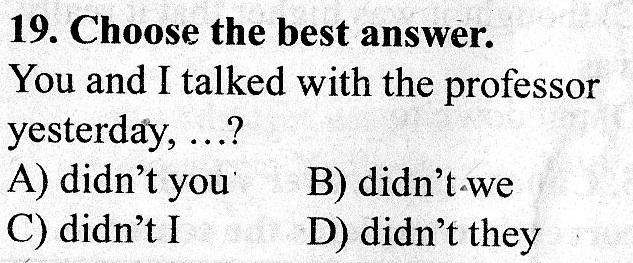 19. Choose the best answer.
You and I talked with the professor
yesterday, ...?
A) didn't you B) didn't we
C) didn't I D) didn't they